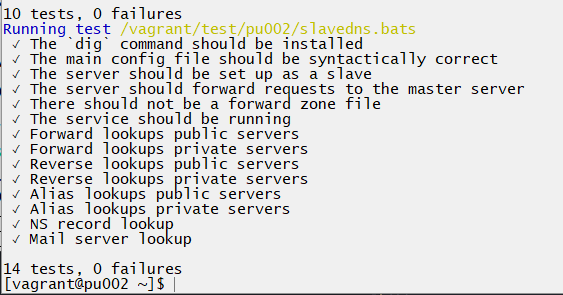 10 tests, 0 failures
Running test /vagrant/test/pu002/slavedns.bats
✓ The `dig` command should be installed
✓ The main config file should be syntactically correct
✓ The server should be set up as a slave
✓ The server should forward requests to the master server
✓ There should not be a forward zone file
✓ The service should be running
✓ Forward lookups public servers
✓ Forward lookups private servers
✓ Reverse lookups public servers
✓ Reverse lookups private servers
✓ Alias lookups public servers
✓ Alias lookups private servers
✓ NS record lookup
✓ Mail server lookup
14 tests, 0 failures
[vagrant@pu002 ~]$